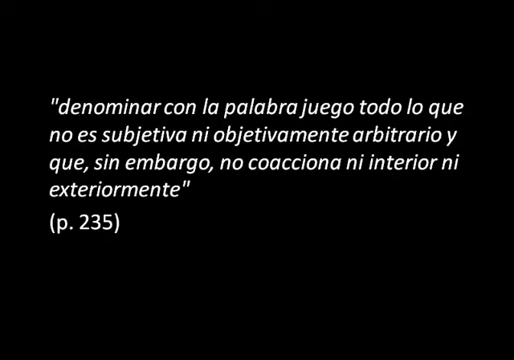 "denominar con la palabra juego todo lo que
no es subjetiva ni objetivamente arbitrario y
que, sin embargo, no coacciona ni interior ni
exteriormente"
(p. 235)